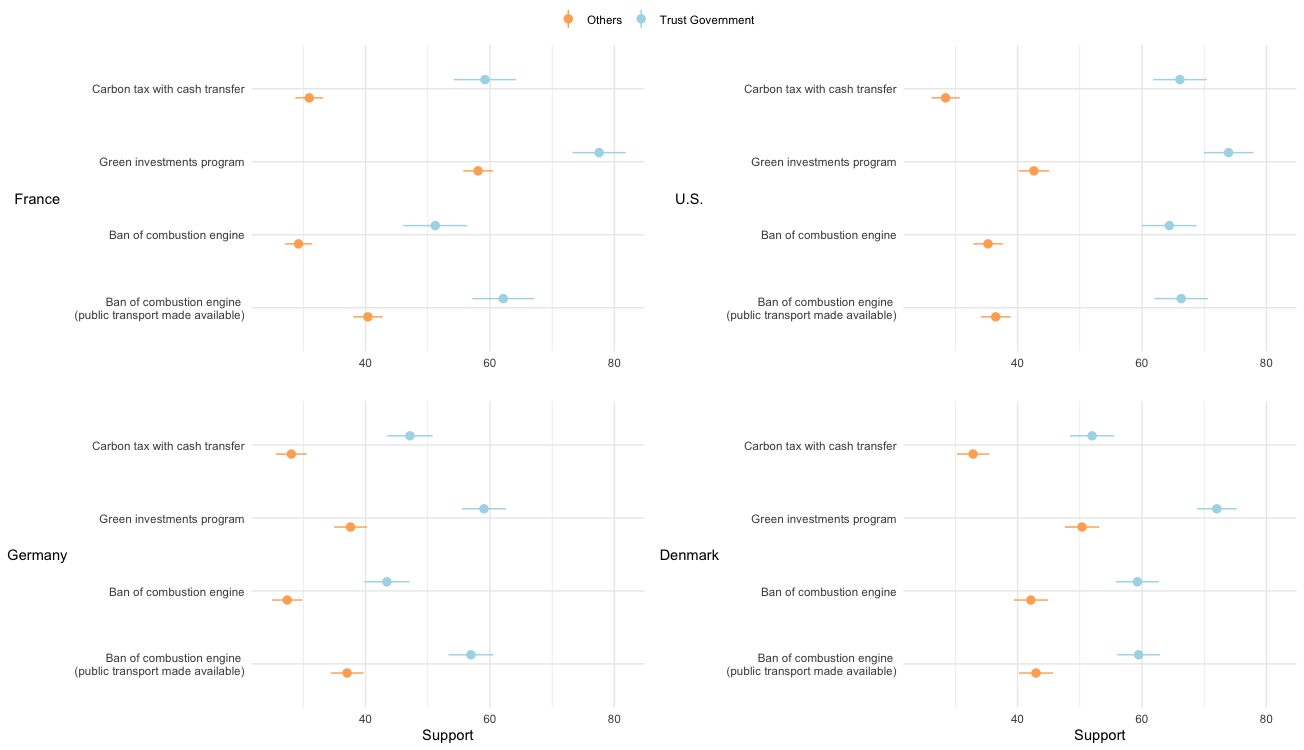 Others Trust Government
Carbon tax with cash transfer
Green investments program
France
Ban of combustion engine
Ban of combustion engine
(public transport made available)
40 60 80
Carbon tax with cash transfer
Green investments program
U.S.
Ban of combustion engine
Ban of combustion engine
(public transport made available)
40 60 80
Carbon tax with cash transfer
Green investments program
Germany
Ban of combustion engine
Ban of combustion engine
(public transport made available)
40 60 80
Support
Carbon tax with cash transfer
Green investments program
Denmark
Ban of combustion engine
Ban of combustion engine
(public transport made available)
40 60 80
Support